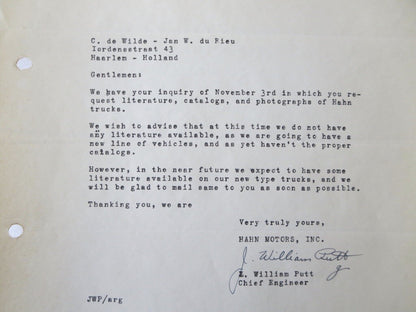 C. de Wilde - Jan W. du Rieu
Iordensstraat 43
Haarlem - Holland
Gentlemen:
We have your inquiry of November 3rd in which you re-
quest literature, catalogs, and photographs of Hahn
trucks.
We wish to advise that at this time we do not have
any literature available, as we are going to have a
new line of vehicles, and as yet haven't the proper
catalogs.
However, in the near future we expect to have some
literature available on our new type trucks, and we
will be glad to mail same to you as soon as possible.
Thanking you, we are
Very truly yours,
HAHN MOTORS, INC.
J. William Putt
J. William Putt
Chief Engineer
JWP/arg